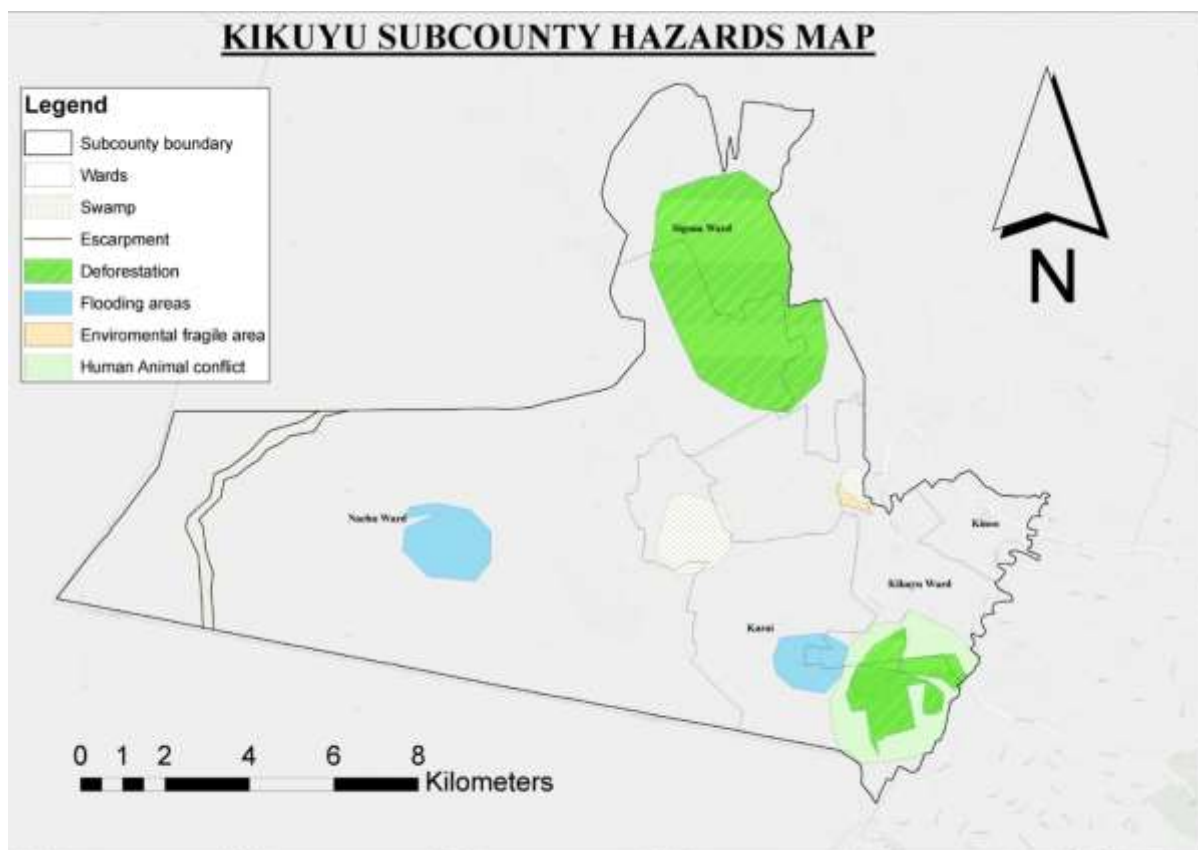 KIKUYU SUBCOUNTY HAZARDS MAP
Legend
Subcounty boundary
Wards
Swamp
Escarpment
Deforestation
Flooding areas
Enviromental fragile area
Human Animal conflict
N
Ward
Nachu Ward
Kinoo
Kikuyu Ward
Karai
0 1 2 4 6 8
Kilometers